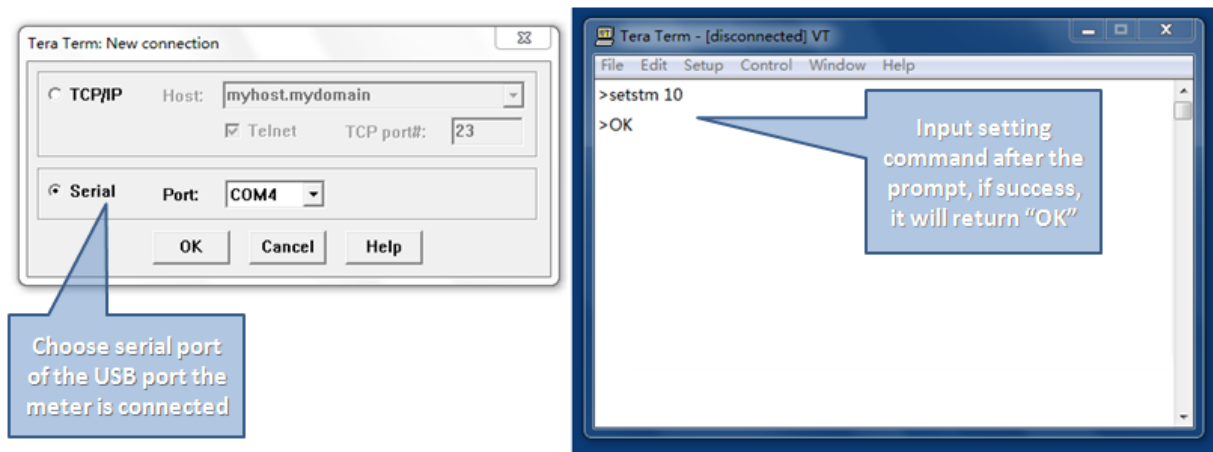 Tera Term: New connection
TCP/IP Host: myhost.mydomain
Telnet TCP port#: 23
Serial Port: COM4
OK Cancel Help
Choose serial port
of the USB port the
meter is connected
Tera Term - [disconnected] VT
File Edit Setup Control Window Help
>setstm 10
>OK
Input setting
command after the
prompt, if success,
it will return “OK”